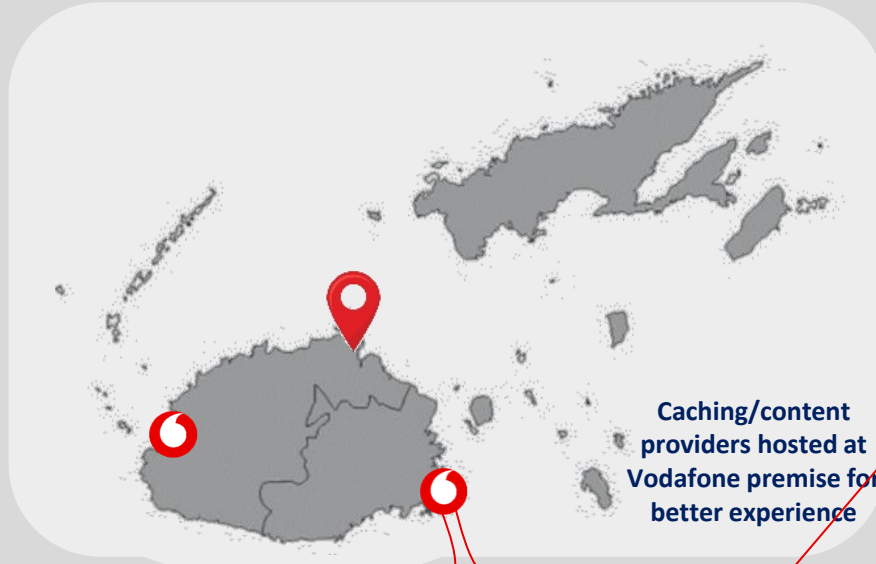 Caching/content
providers hosted at
Vodafone premise for
better experience